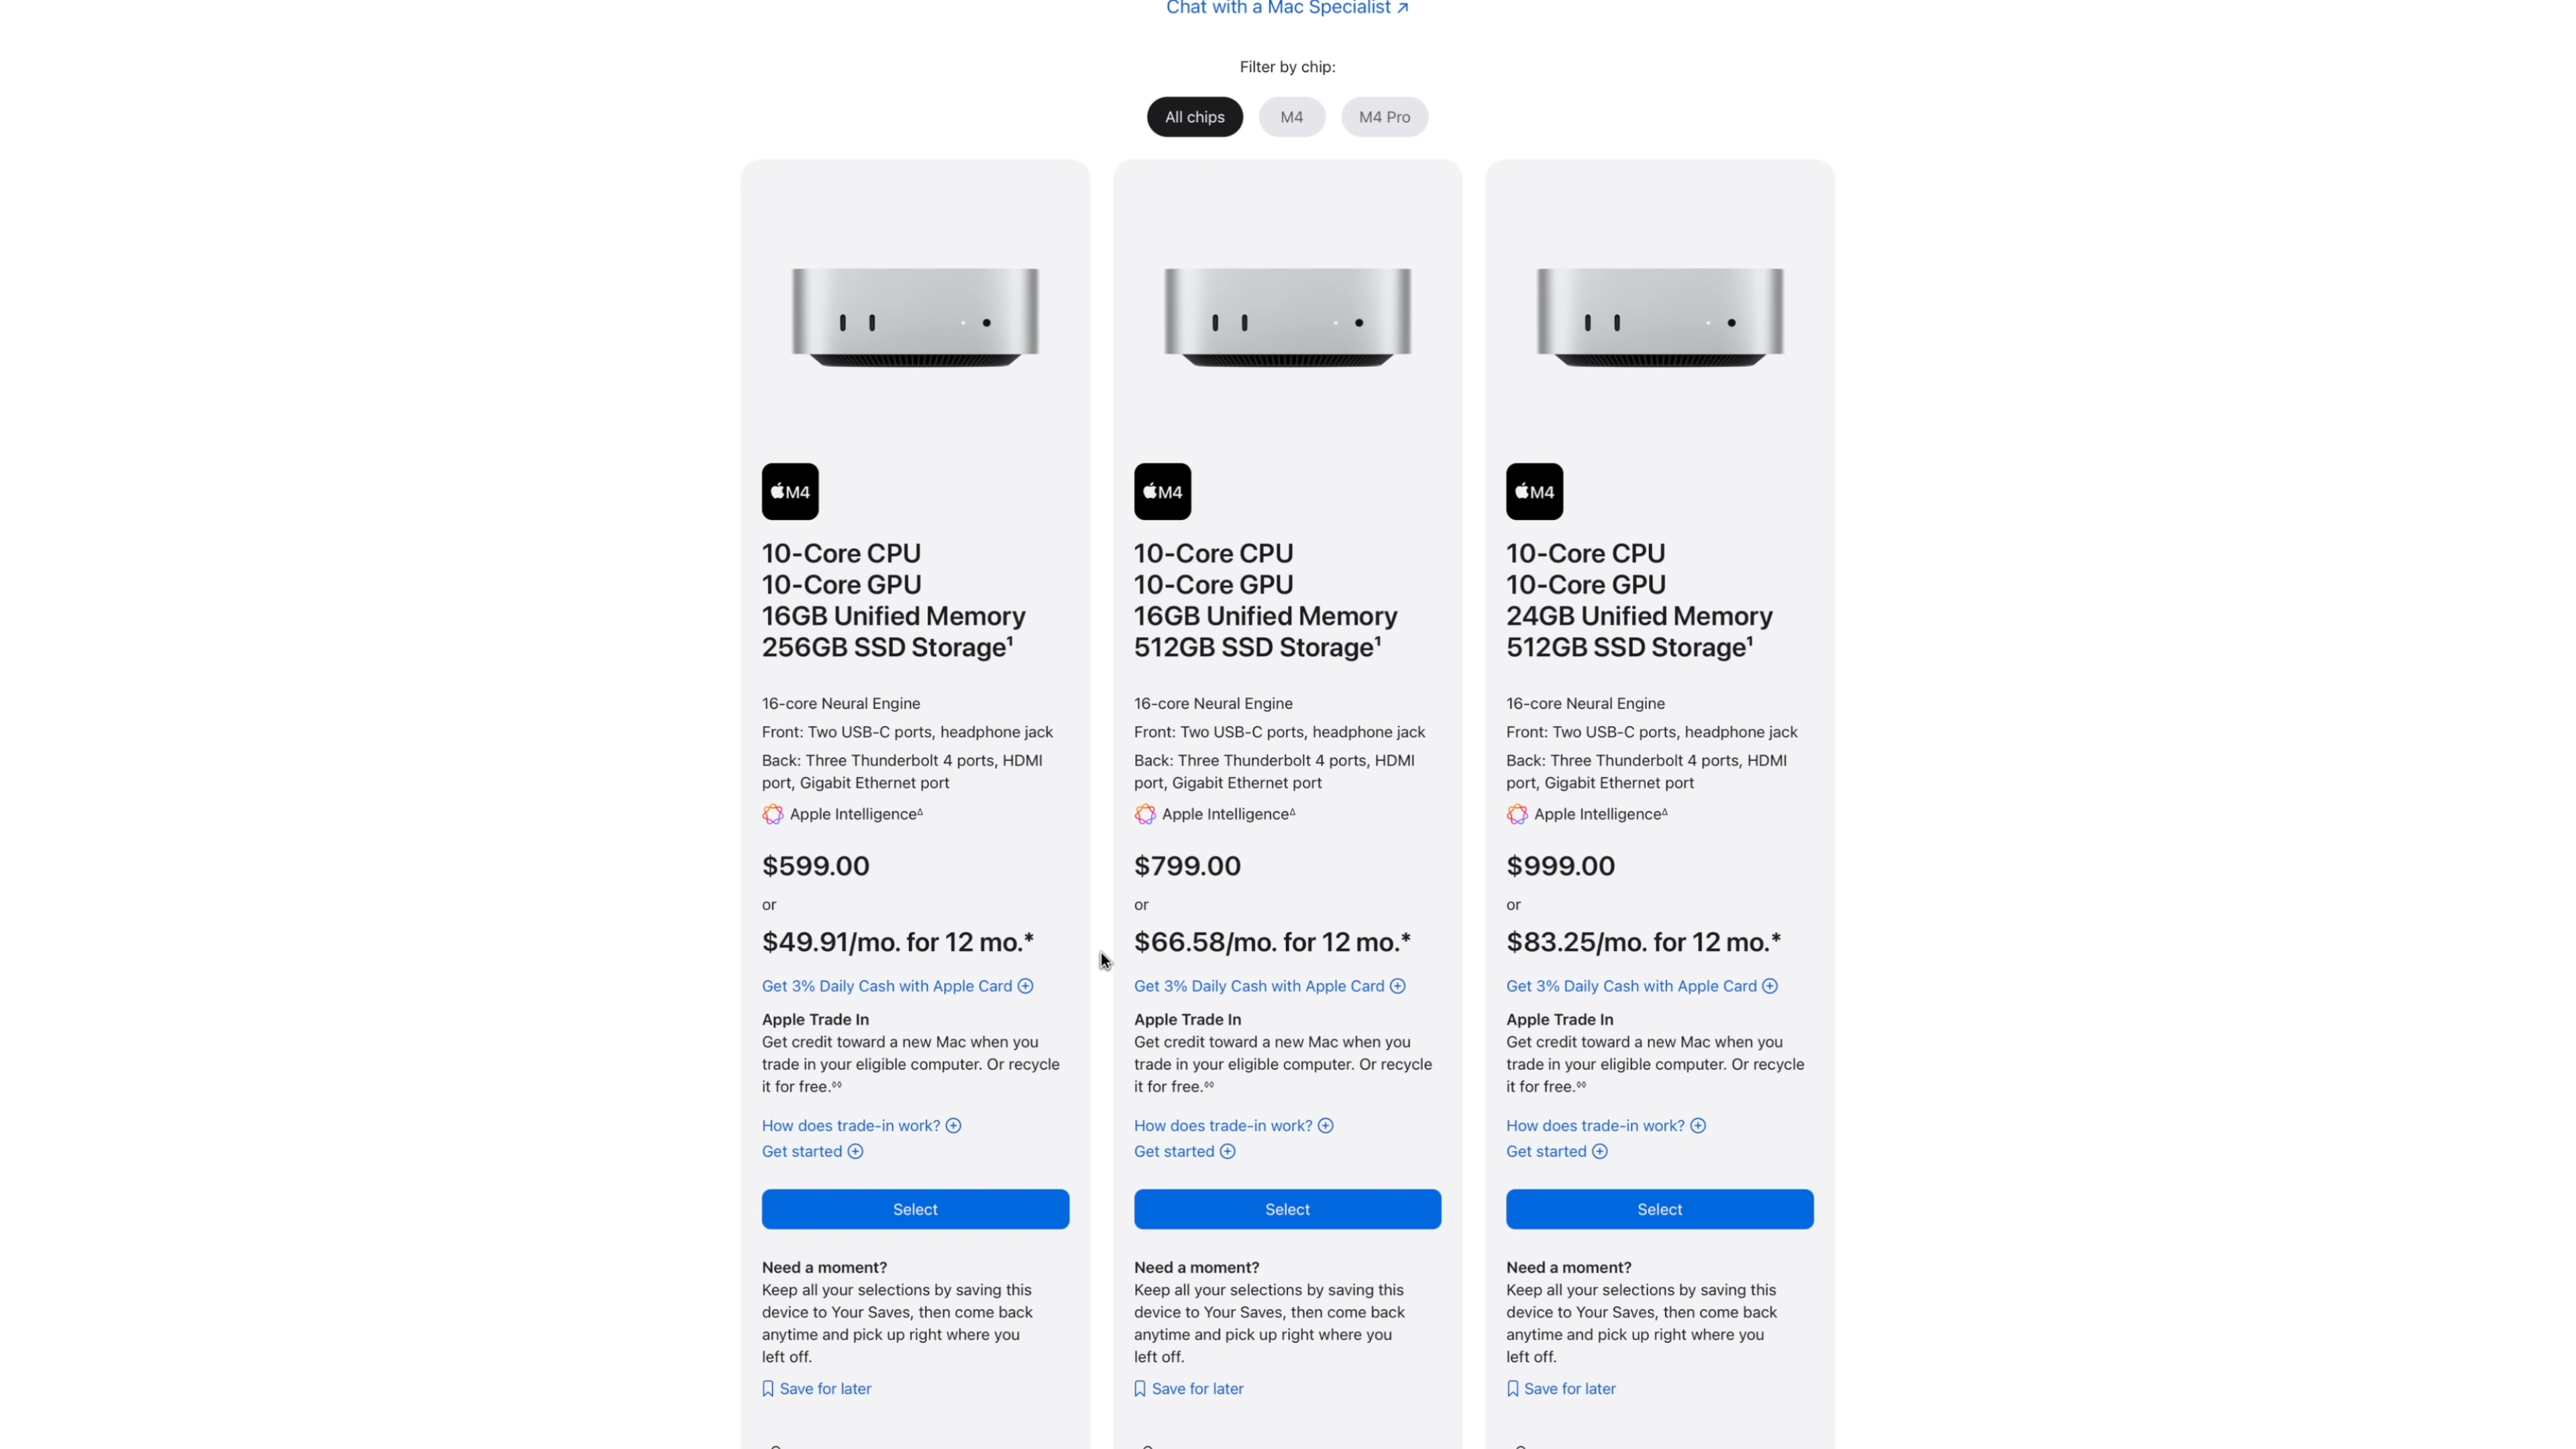 Chat with a Mac Specialist ↗
Filter by chip:
All chips
M4
M4 Pro
M4
10-Core CPU
10-Core GPU
16GB Unified Memory
256GB SSD Storage¹
16-core Neural Engine
Front: Two USB-C ports, headphone jack
Back: Three Thunderbolt 4 ports, HDMI
port, Gigabit Ethernet port
Apple Intelligence∆
$599.00
or
$49.91/mo. for 12 mo.*
Get 3% Daily Cash with Apple Card
Apple Trade In
Get credit toward a new Mac when you
trade in your eligible computer. Or recycle
it for free.◊◊
How does trade-in work?
Get started
Select
Need a moment?
Keep all your selections by saving this
device to Your Saves, then come back
anytime and pick up right where you
left off.
Save for later
M4
10-Core CPU
10-Core GPU
16GB Unified Memory
512GB SSD Storage¹
16-core Neural Engine
Front: Two USB-C ports, headphone jack
Back: Three Thunderbolt 4 ports, HDMI
port, Gigabit Ethernet port
Apple Intelligence∆
$799.00
or
$66.58/mo. for 12 mo.*
Get 3% Daily Cash with Apple Card
Apple Trade In
Get credit toward a new Mac when you
trade in your eligible computer. Or recycle
it for free.◊◊
How does trade-in work?
Get started
Select
Need a moment?
Keep all your selections by saving this
device to Your Saves, then come back
anytime and pick up right where you
left off.
Save for later
M4
10-Core CPU
10-Core GPU
24GB Unified Memory
512GB SSD Storage¹
16-core Neural Engine
Front: Two USB-C ports, headphone jack
Back: Three Thunderbolt 4 ports, HDMI
port, Gigabit Ethernet port
Apple Intelligence∆
$999.00
or
$83.25/mo. for 12 mo.*
Get 3% Daily Cash with Apple Card
Apple Trade In
Get credit toward a new Mac when you
trade in your eligible computer. Or recycle
it for free.◊◊
How does trade-in work?
Get started
Select
Need a moment?
Keep all your selections by saving this
device to Your Saves, then come back
anytime and pick up right where you
left off.
Save for later